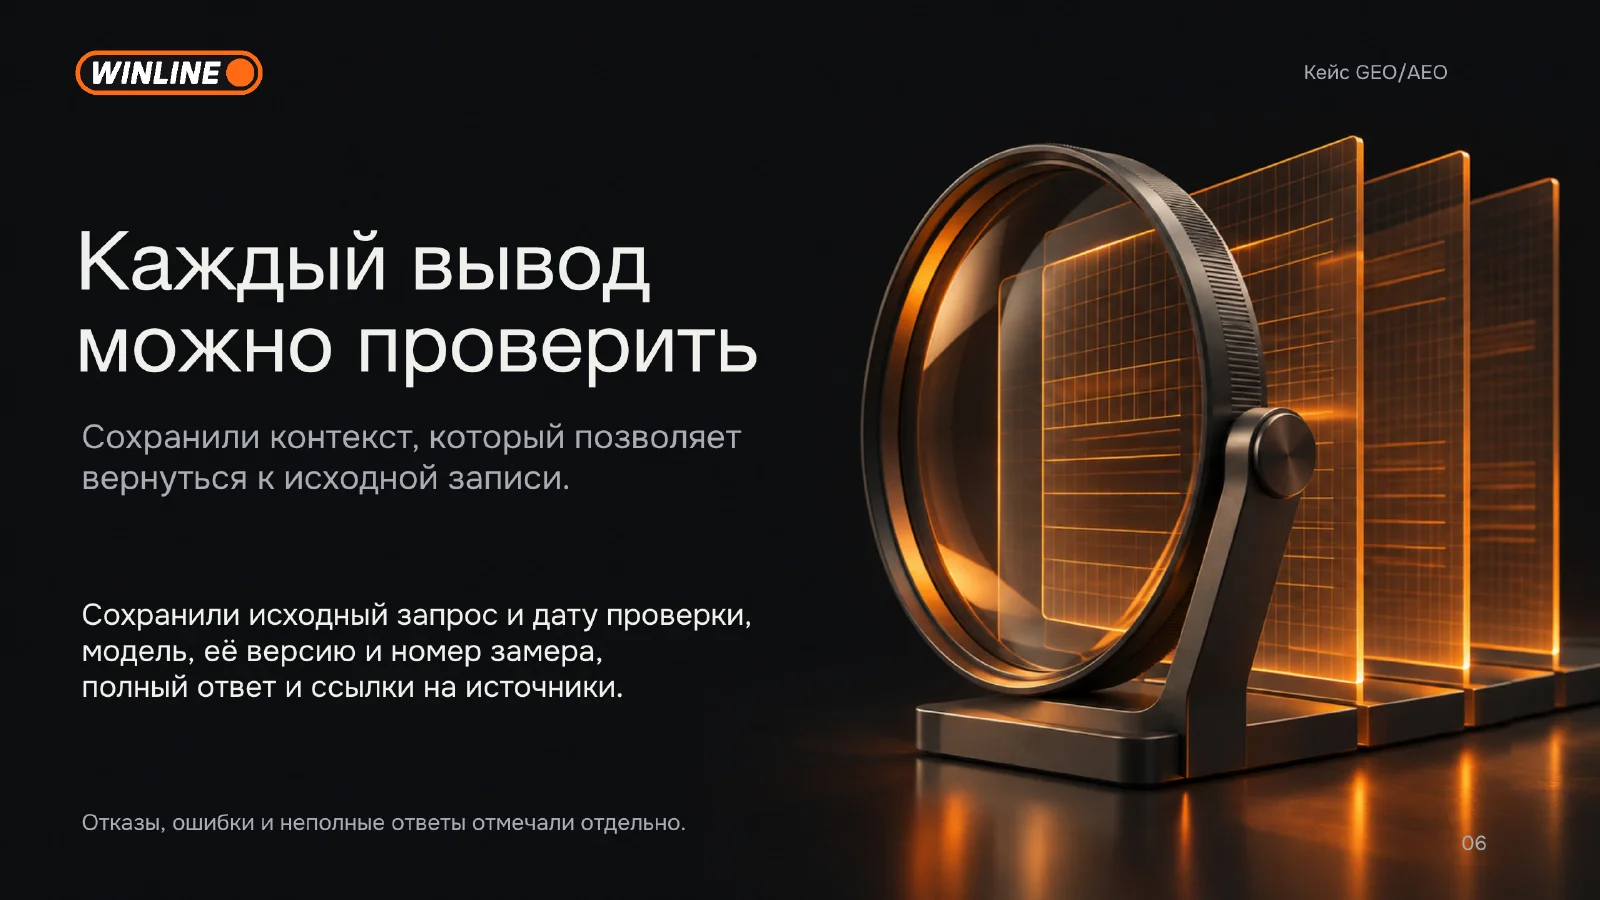 WINLINE
Кейс GEO/AEO
Каждый вывод
можно проверить
Сохранили контекст, который позволяет
вернуться к исходной записи.
Сохранили исходный запрос и дату проверки,
модель, её версию и номер замера,
полный ответ и ссылки на источники.
Отказы, ошибки и неполные ответы отмечали отдельно.
06